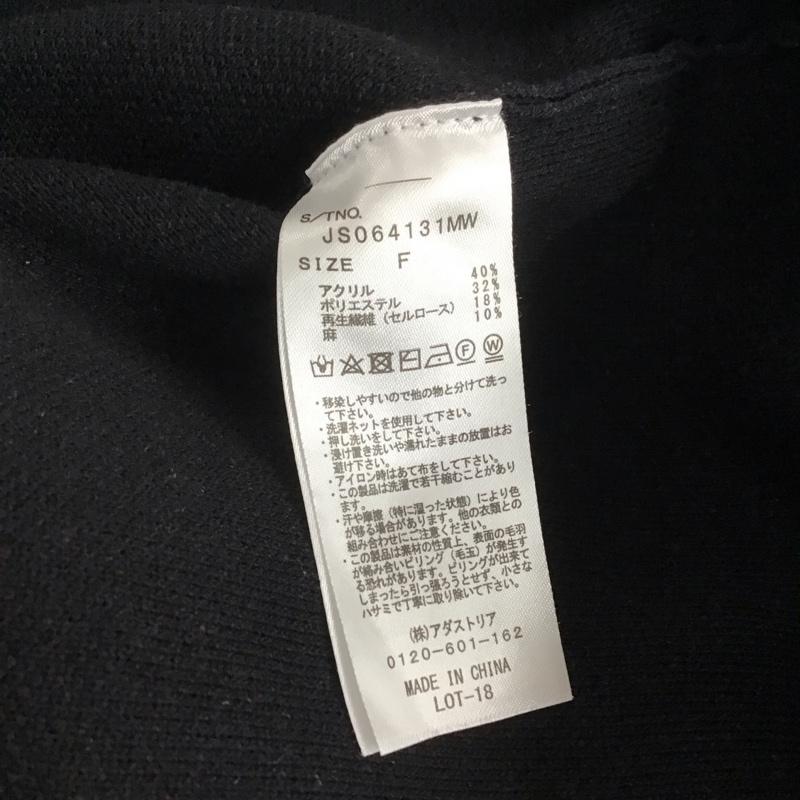 S/TNO.
JS064131MW
SIZE F
アクリル 40%
ポリエステル 32%
再生繊維（セルロース） 18%
麻 10%
F W
・移染しやすいので他の物と分けて洗っ
て下さい。
・洗濯ネットを使用して下さい。
・押し洗いをして下さい。
・浸け置き洗いや濡れたままの放置はお
避け下さい。
・アイロン時はあて布をして下さい。
・この製品は洗濯で若干縮むことがあり
ます。
・汗や摩擦（特に湿った状態）により色
が移る場合があります。他の衣類との
組み合わせにご注意ください。
・この製品は素材の性質上、表面の毛羽
が絡み合いピリング（毛玉）が発生す
る恐れがあります。ピリングが出来て
しまったら引っ張ろうとせず、小さな
ハサミで丁寧に取り除いて下さい。
(株)アダストリア
0120-601-162
MADE IN CHINA
LOT-18